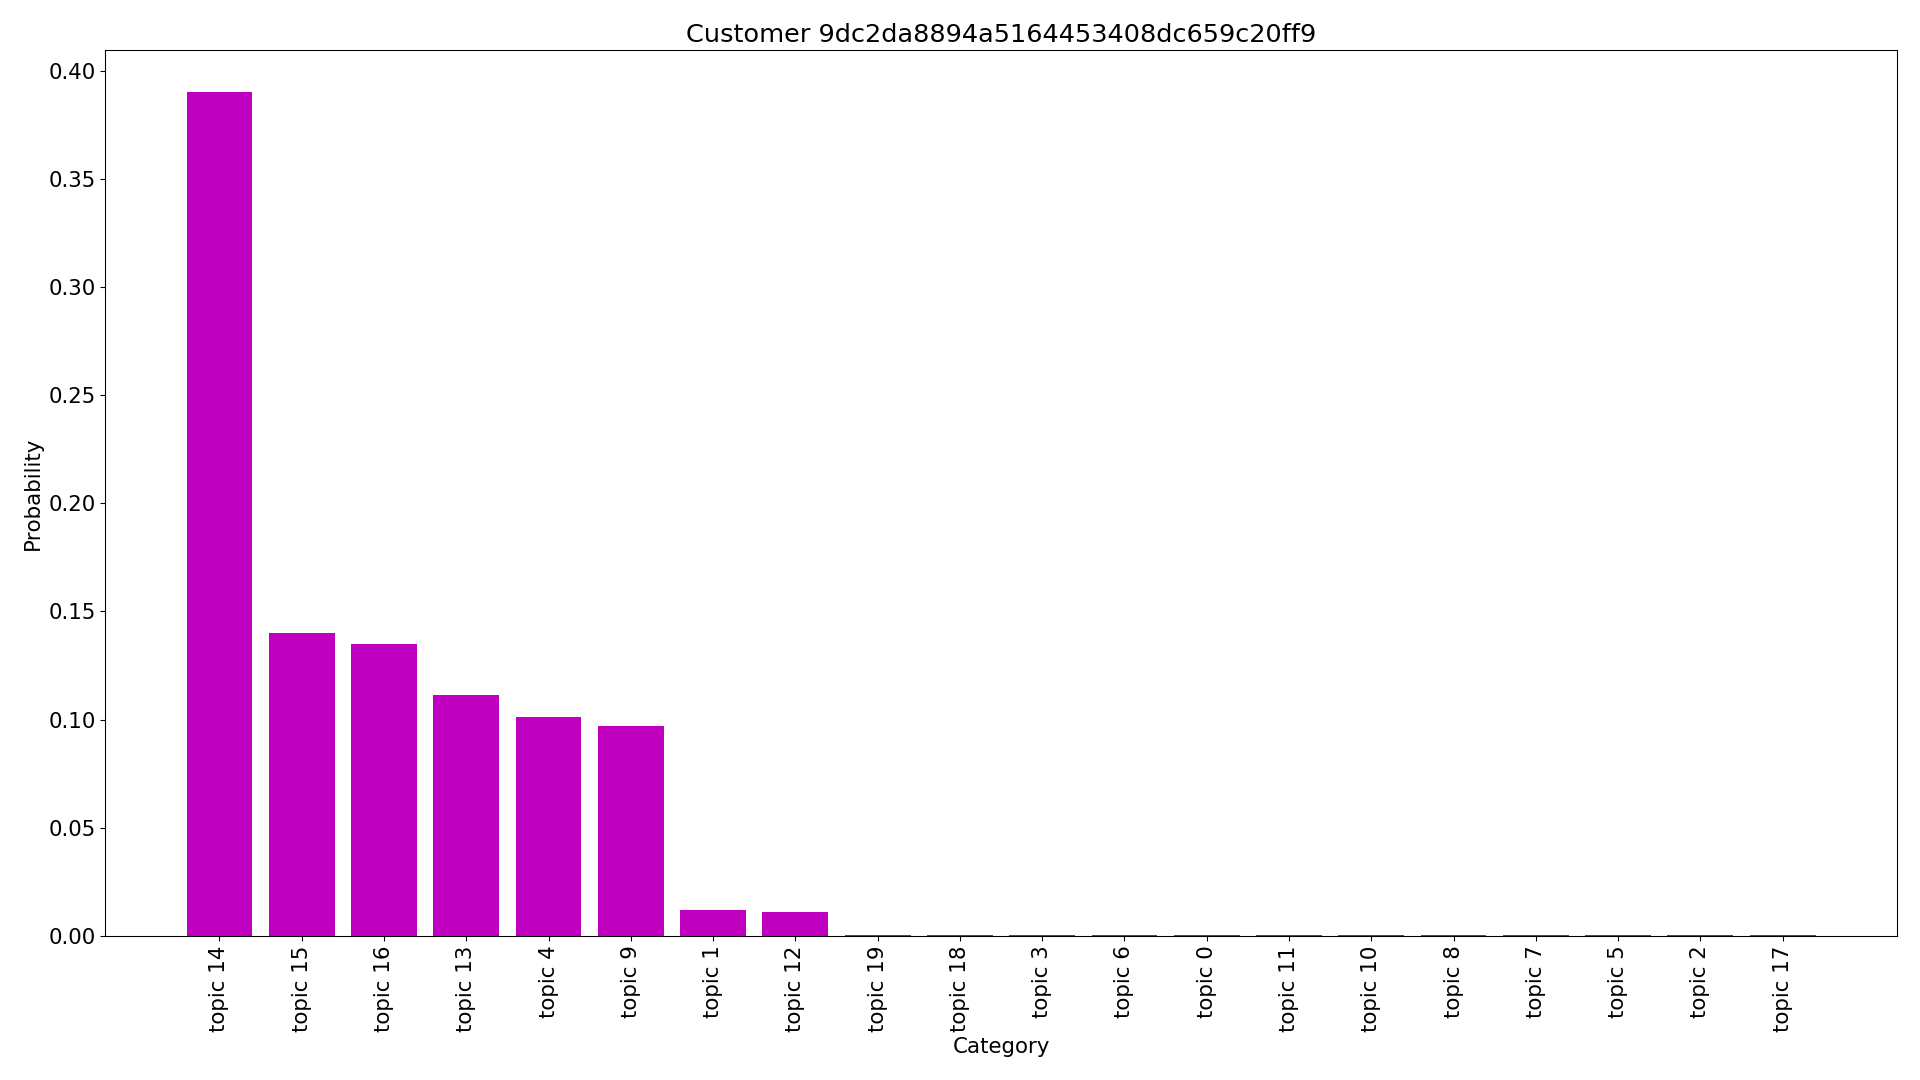 Customer 9dc2da8894a5164453408dc659c20ff9
0.40
0.35
0.30
0.25
0.20
0.15
0.10
0.05
0.00
Probability
topic 14
topic 15
topic 16
topic 13
topic 4
topic 9
topic 1
topic 12
topic 19
topic 18
topic 3
topic 6
topic 0
topic 11
topic 10
topic 8
topic 7
topic 5
topic 2
topic 17
Category